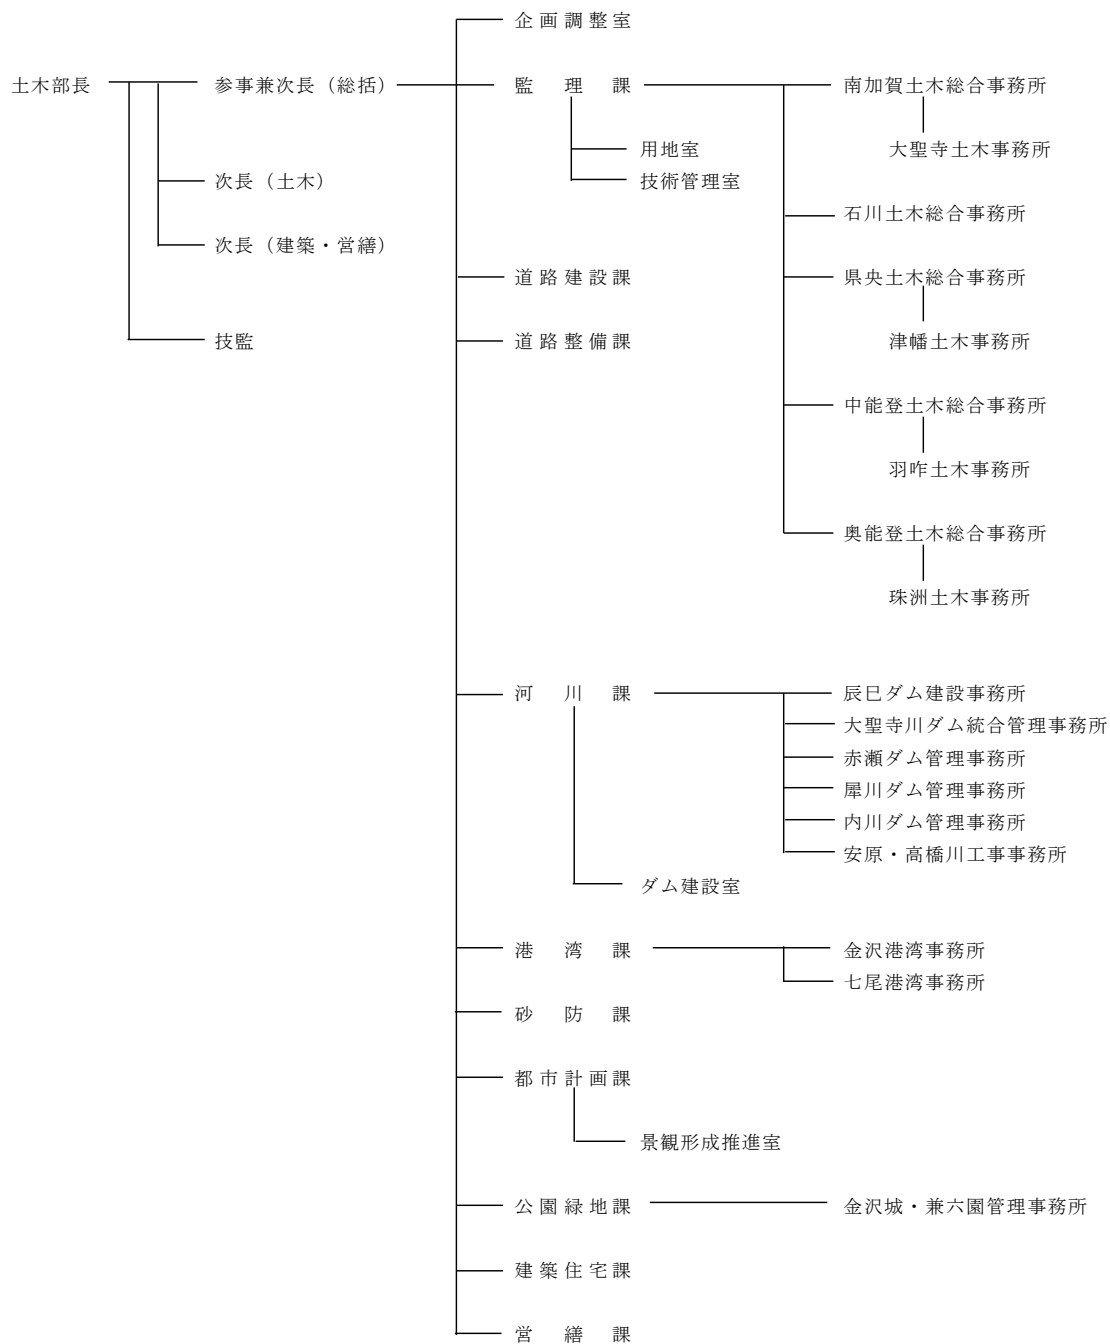 企画調整室
土木部長 参事兼次長（総括） 監理課 南加賀土木総合事務所
用地室 大聖寺土木事務所
次長（土木） 技術管理室
石川土木総合事務所
次長（建築・営繕）
道路建設課 県央土木総合事務所
技監 道路整備課 津幡土木事務所
中能登土木総合事務所
羽咋土木事務所
奥能登土木総合事務所
珠洲土木事務所
河川課 辰巳ダム建設事務所
大聖寺川ダム統合管理事務所
赤瀬ダム管理事務所
犀川ダム管理事務所
内川ダム管理事務所
安原・高橋川工事事務所
ダム建設室
港湾課 金沢港湾事務所
七尾港湾事務所
砂防課
都市計画課
景観形成推進室
公園緑地課 金沢城・兼六園管理事務所
建築住宅課
営繕課